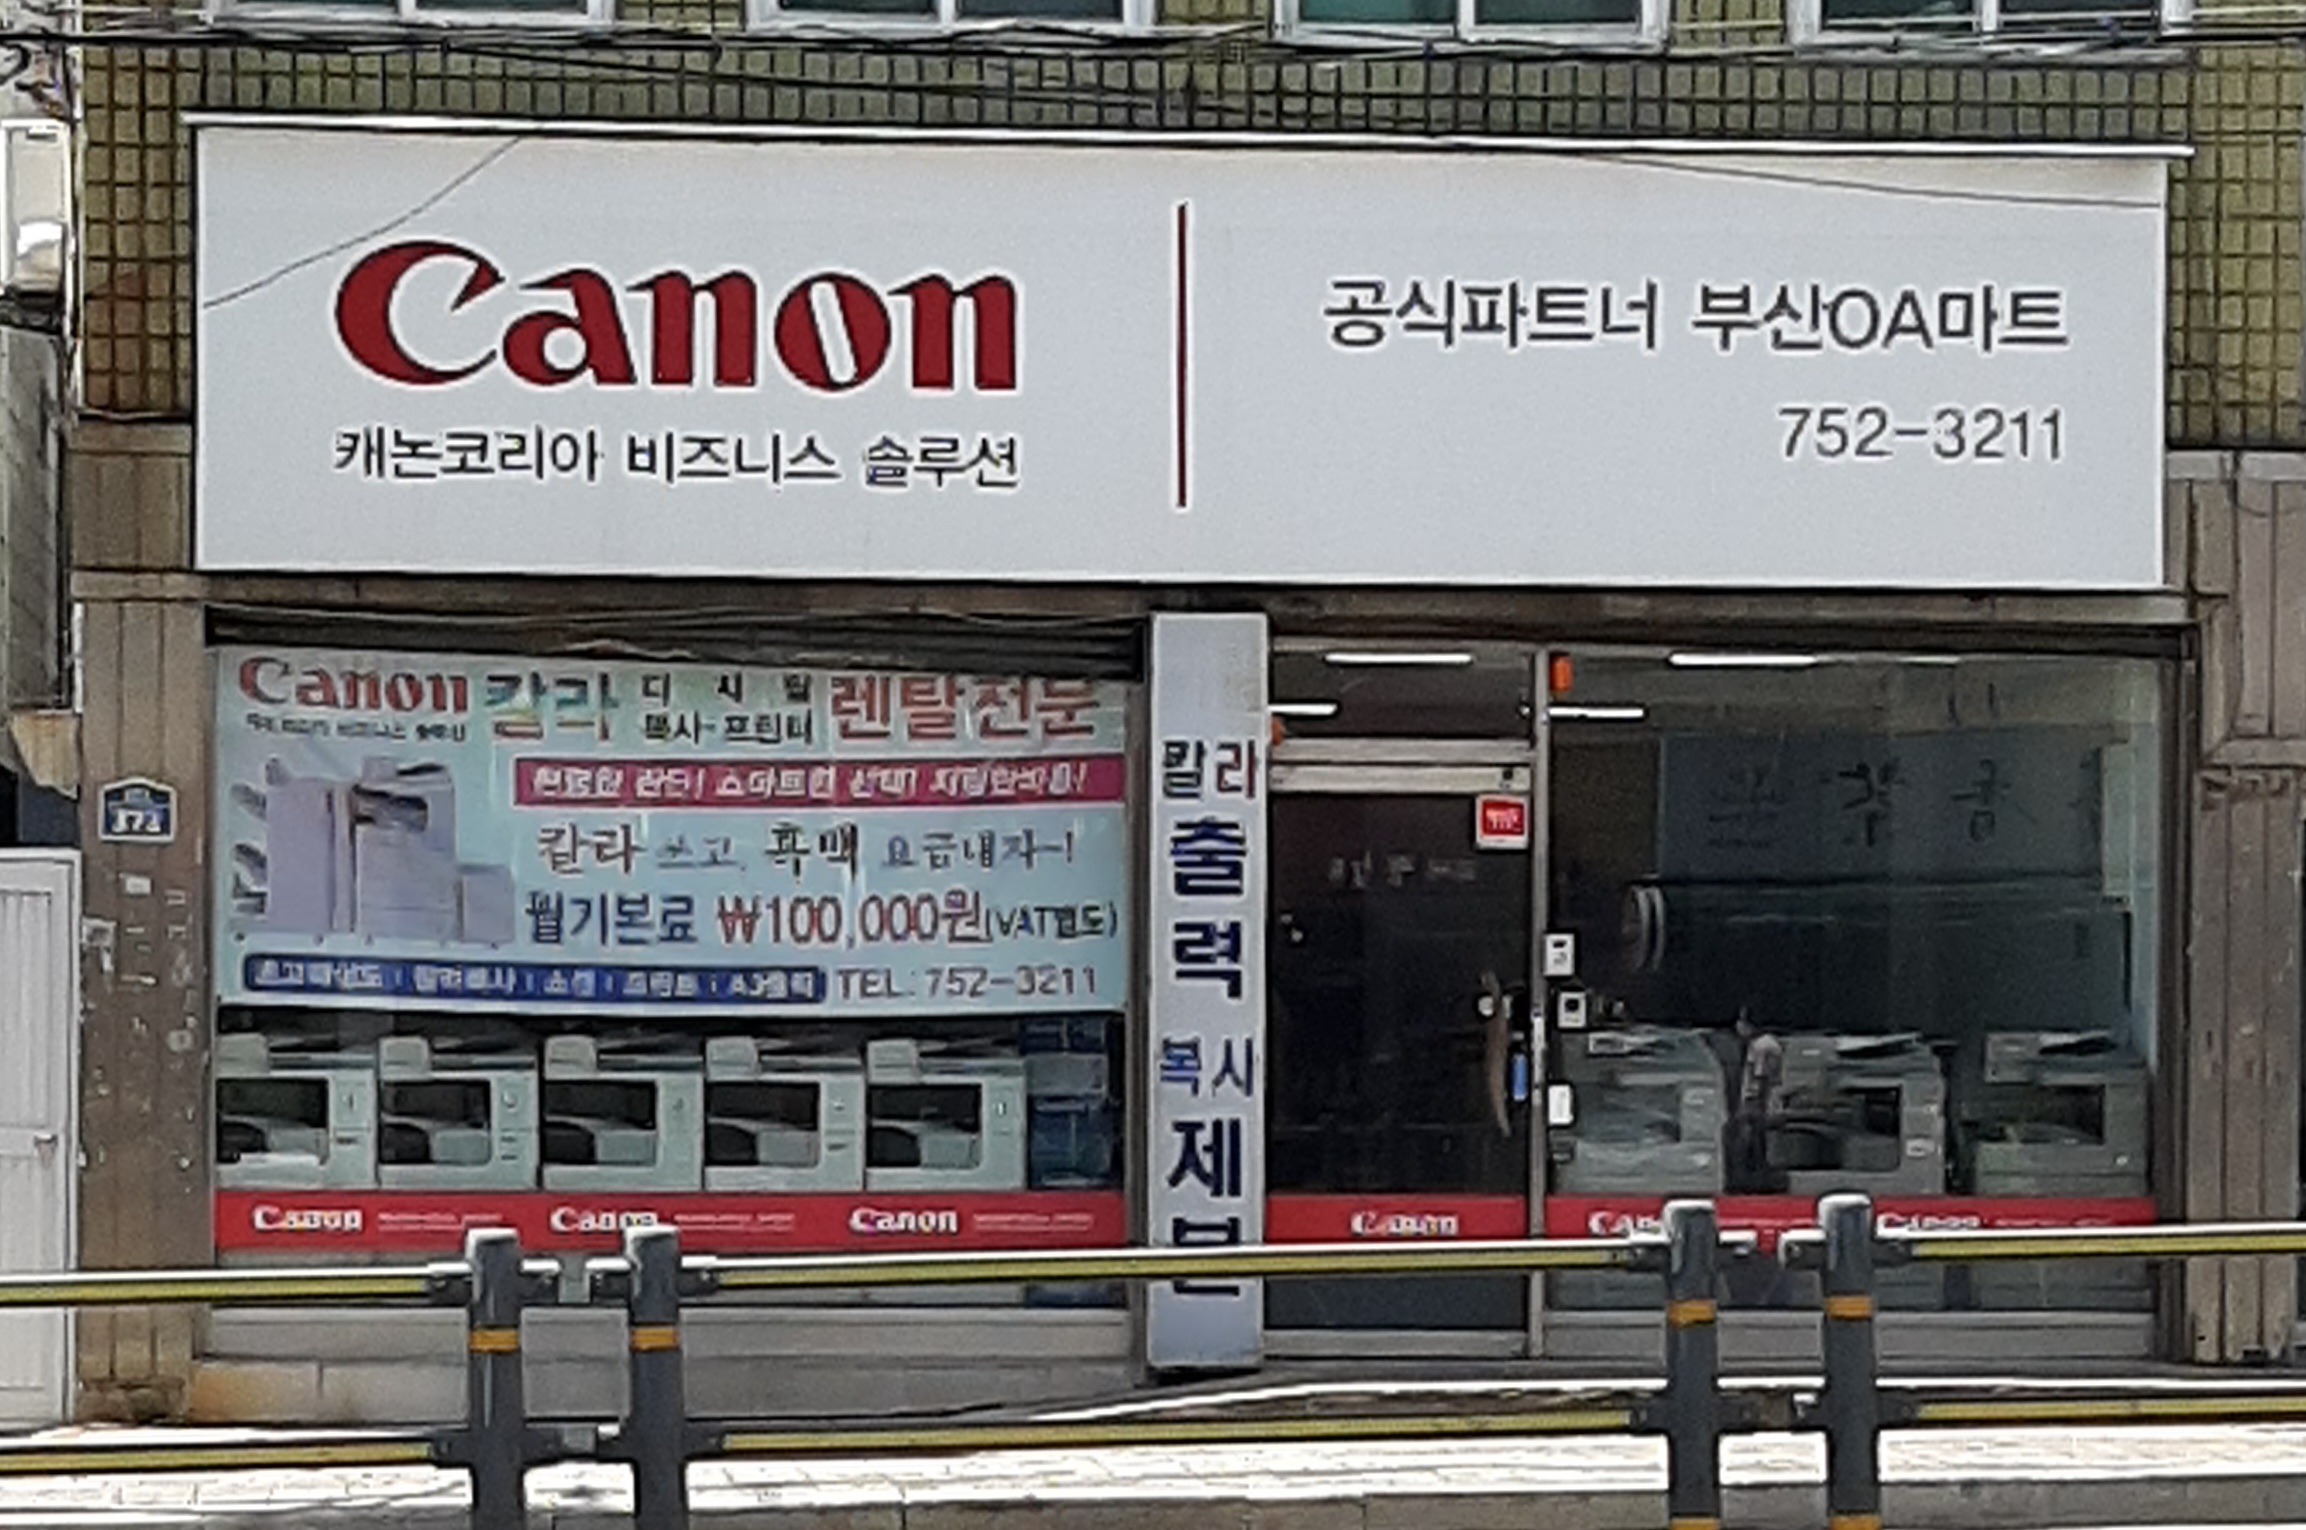 Canon
캐논코리아 비즈니스 솔루션
공식파트너 부산OA마트
752-3211
Canon 칼라 디지털 렌탈전문
복사-프린터
칼라 쓰고 흑백 요금내자~!
월기본료 ₩100,000원(VAT별도)
TEL: 752-3211
칼라
출력
복사
제본
Canon
Canon
Canon
Canon
Canon